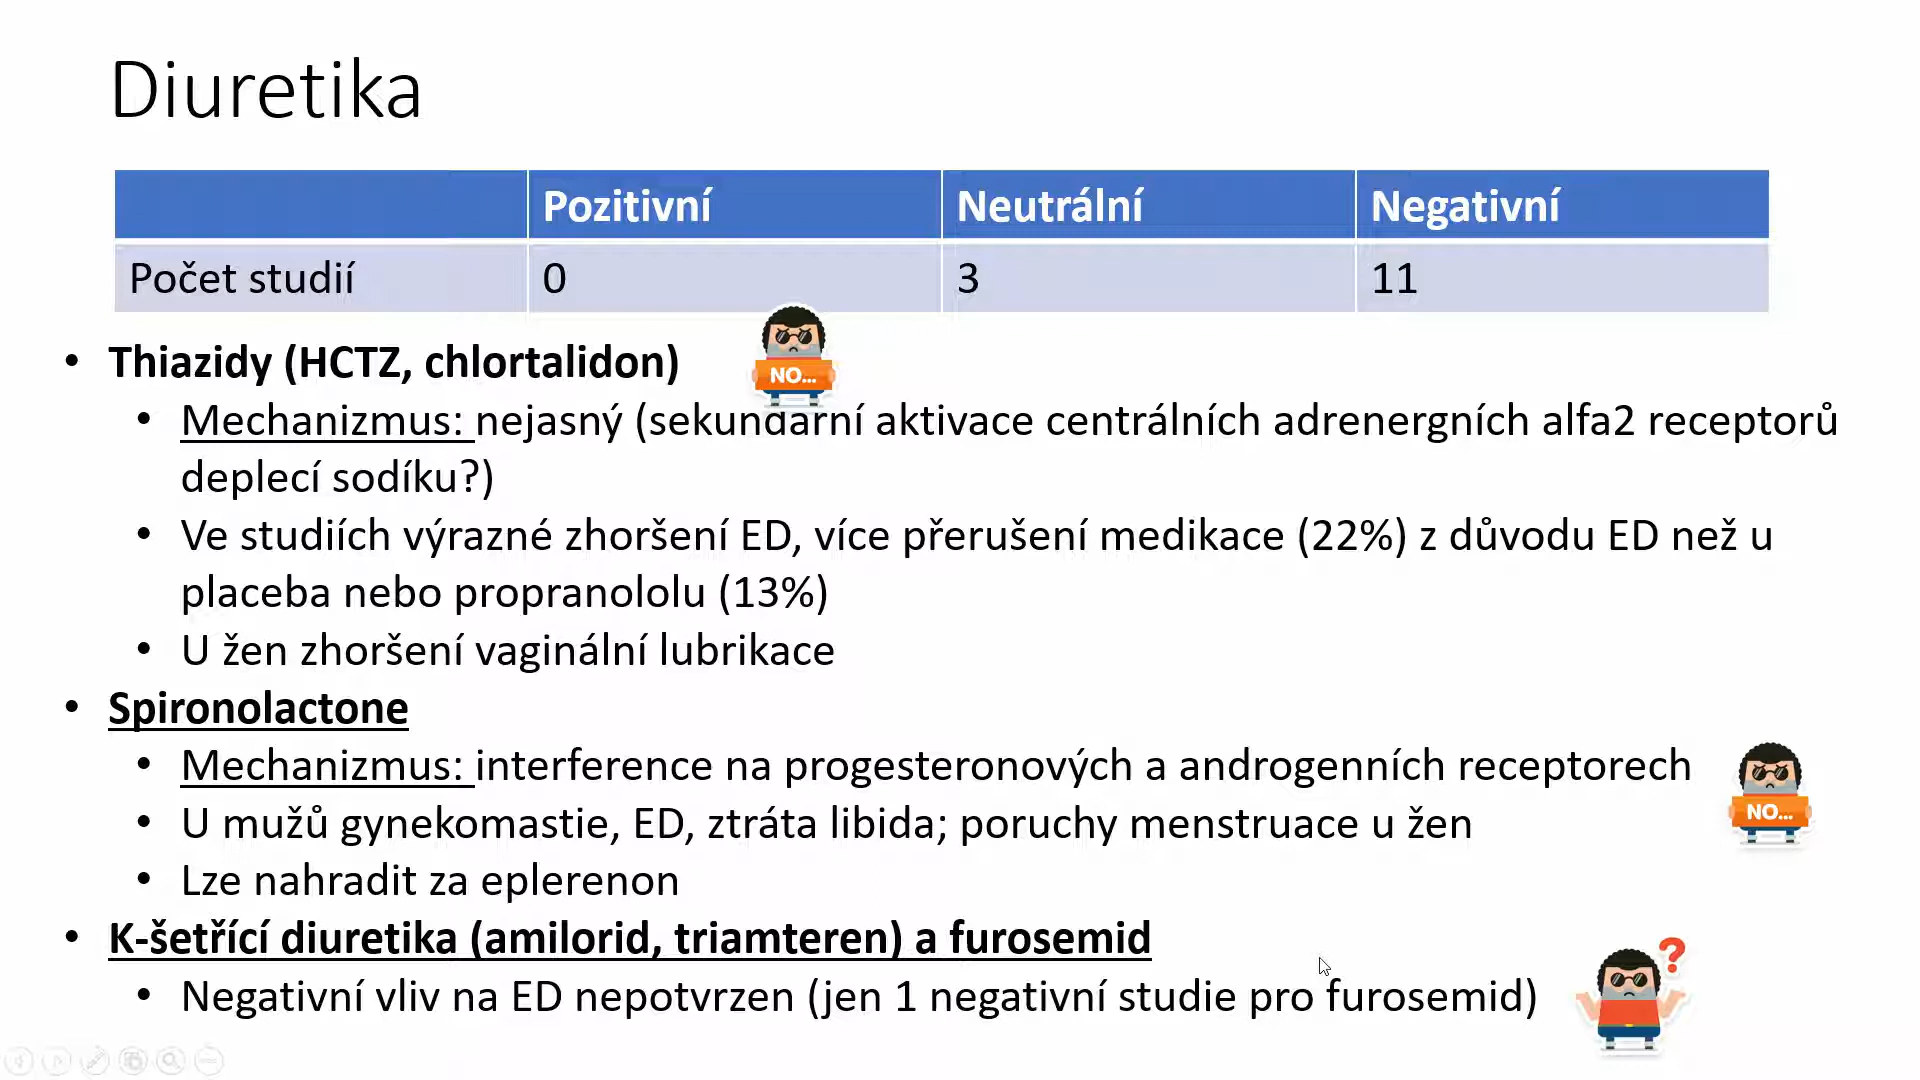 Diuretika
Pozitivní Neutrální Negativní
Počet studií 0 3 11
• Thiazidy (HCTZ, chlortalidon)
NO...
• Mechanizmus: nejasný (sekundární aktivace centrálních adrenergních alfa2 receptorů
deplecí sodíku?)
• Ve studiích výrazné zhoršení ED, více přerušení medikace (22%) z důvodu ED než u
placeba nebo propranololu (13%)
• U žen zhoršení vaginální lubrikace
• Spironolactone
• Mechanizmus: interference na progesteronových a androgenních receptorech
• U mužů gynekomastie, ED, ztráta libida; poruchy menstruace u žen
NO...
• Lze nahradit za eplerenon
• K-šetřící diuretika (amilorid, triamteren) a furosemid
?
• Negativní vliv na ED nepotvrzen (jen 1 negativní studie pro furosemid)